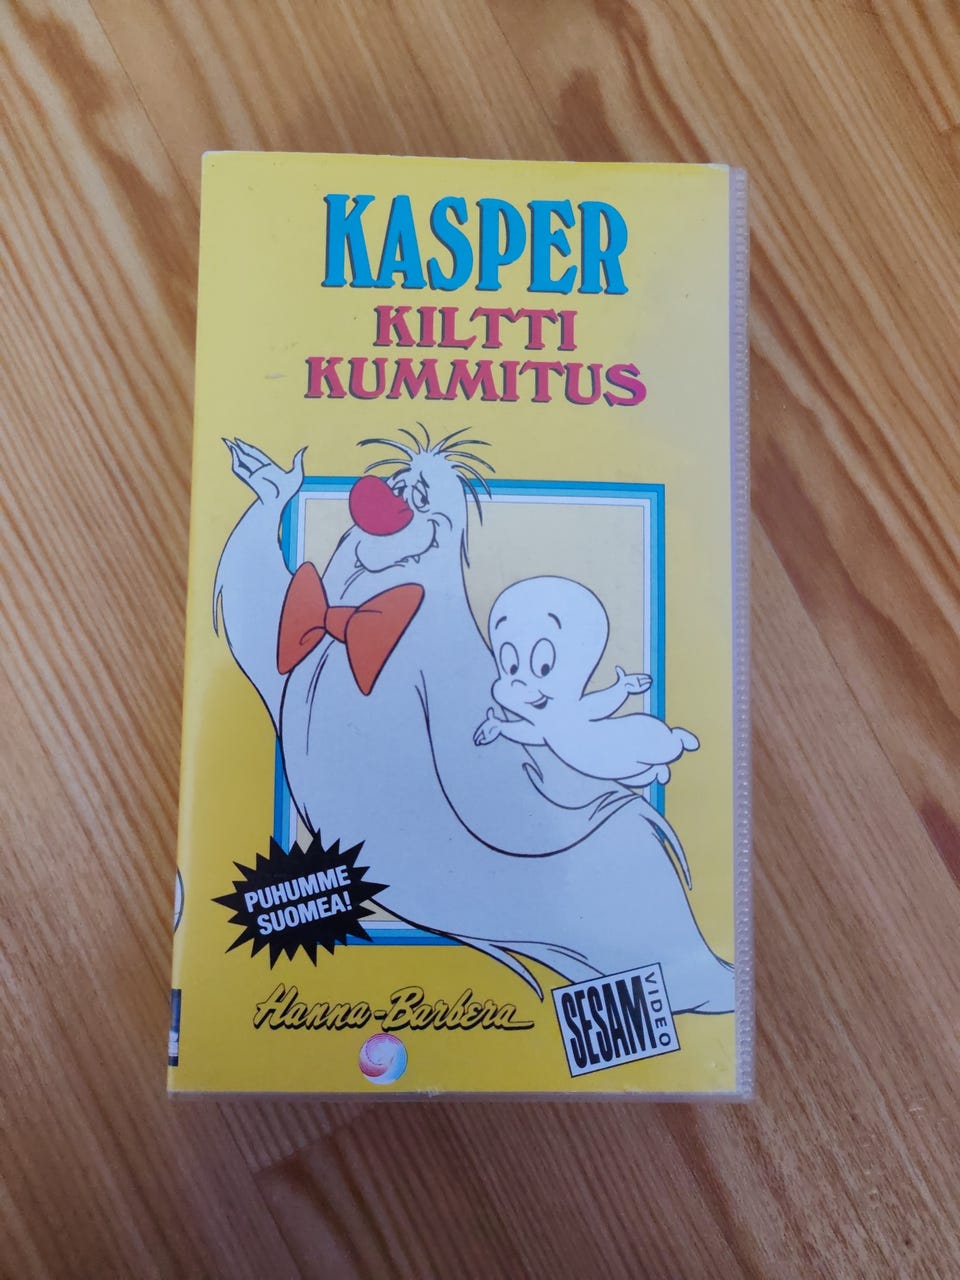 KASPER
KILTTI
KUMMITUS
PUHUMME
SUOMEA!
Hanna-Barbera
SESAM
VIDEO